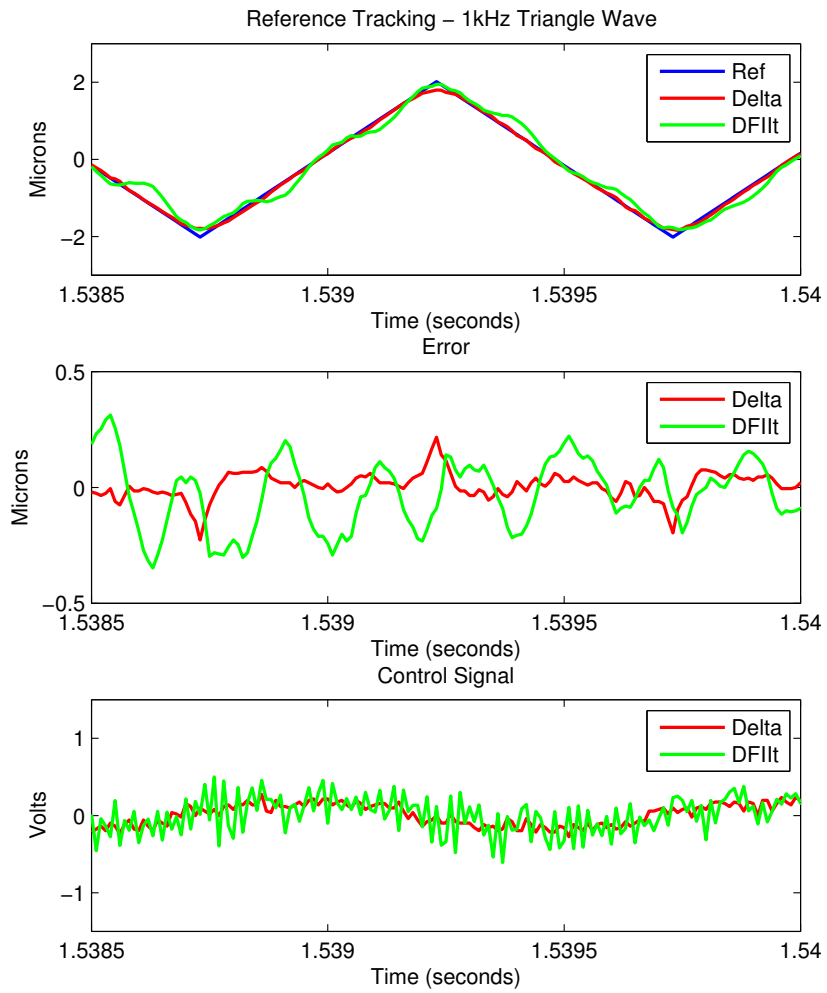 Reference Tracking – 1kHz Triangle Wave
Ref
Delta
DFIIt
2
0
−2
Microns
1.5385
1.539
1.5395
1.54
Time (seconds)
Error
Delta
DFIIt
0.5
0
−0.5
Microns
1.5385
1.539
1.5395
1.54
Time (seconds)
Control Signal
Delta
DFIIt
1
0
−1
Volts
1.5385
1.539
1.5395
1.54
Time (seconds)